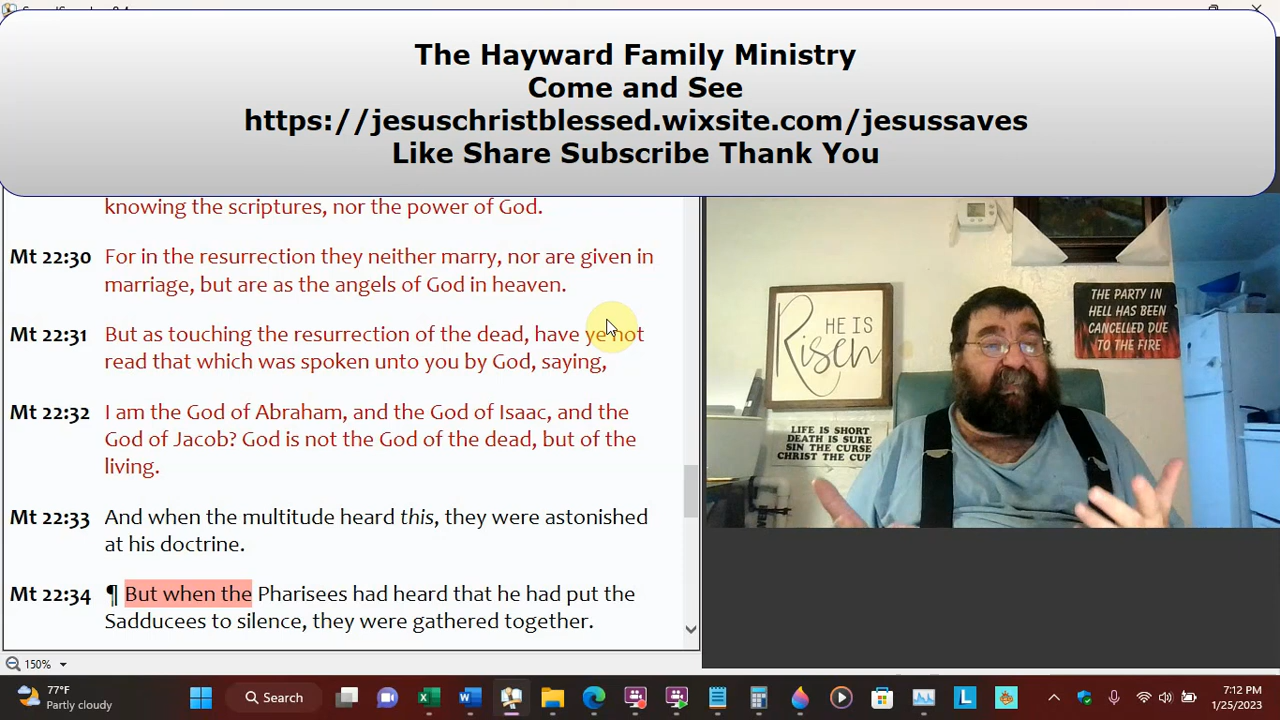 The Hayward Family Ministry
Come and See
https://jesuschristblessed.wixsite.com/jesussaves
Like Share Subscribe Thank You
knowing the scriptures, nor the power of God.
Mt 22:30 For in the resurrection they neither marry, nor are given in
marriage, but are as the angels of God in heaven.
Mt 22:31 But as touching the resurrection of the dead, have ye not
read that which was spoken unto you by God, saying,
Mt 22:32 I am the God of Abraham, and the God of Isaac, and the
God of Jacob? God is not the God of the dead, but of the
living.
Mt 22:33 And when the multitude heard this, they were astonished
at his doctrine.
Mt 22:34 ¶ But when the Pharisees had heard that he had put the
Sadducees to silence, they were gathered together.
HE IS
Risen
THE PARTY IN
HELL HAS BEEN
CANCELLED DUE
TO THE FIRE
LIFE IS SHORT
DEATH IS SURE
SIN THE CURSE
CHRIST THE CUR
150%
77°F
Partly cloudy
Search
7:12 PM
1/25/2023